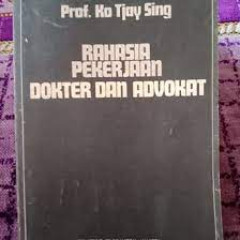 Prof. Ko Tjay Sing
RAHASIA
PEKERJAAN
DOKTER DAN ADVOKAT